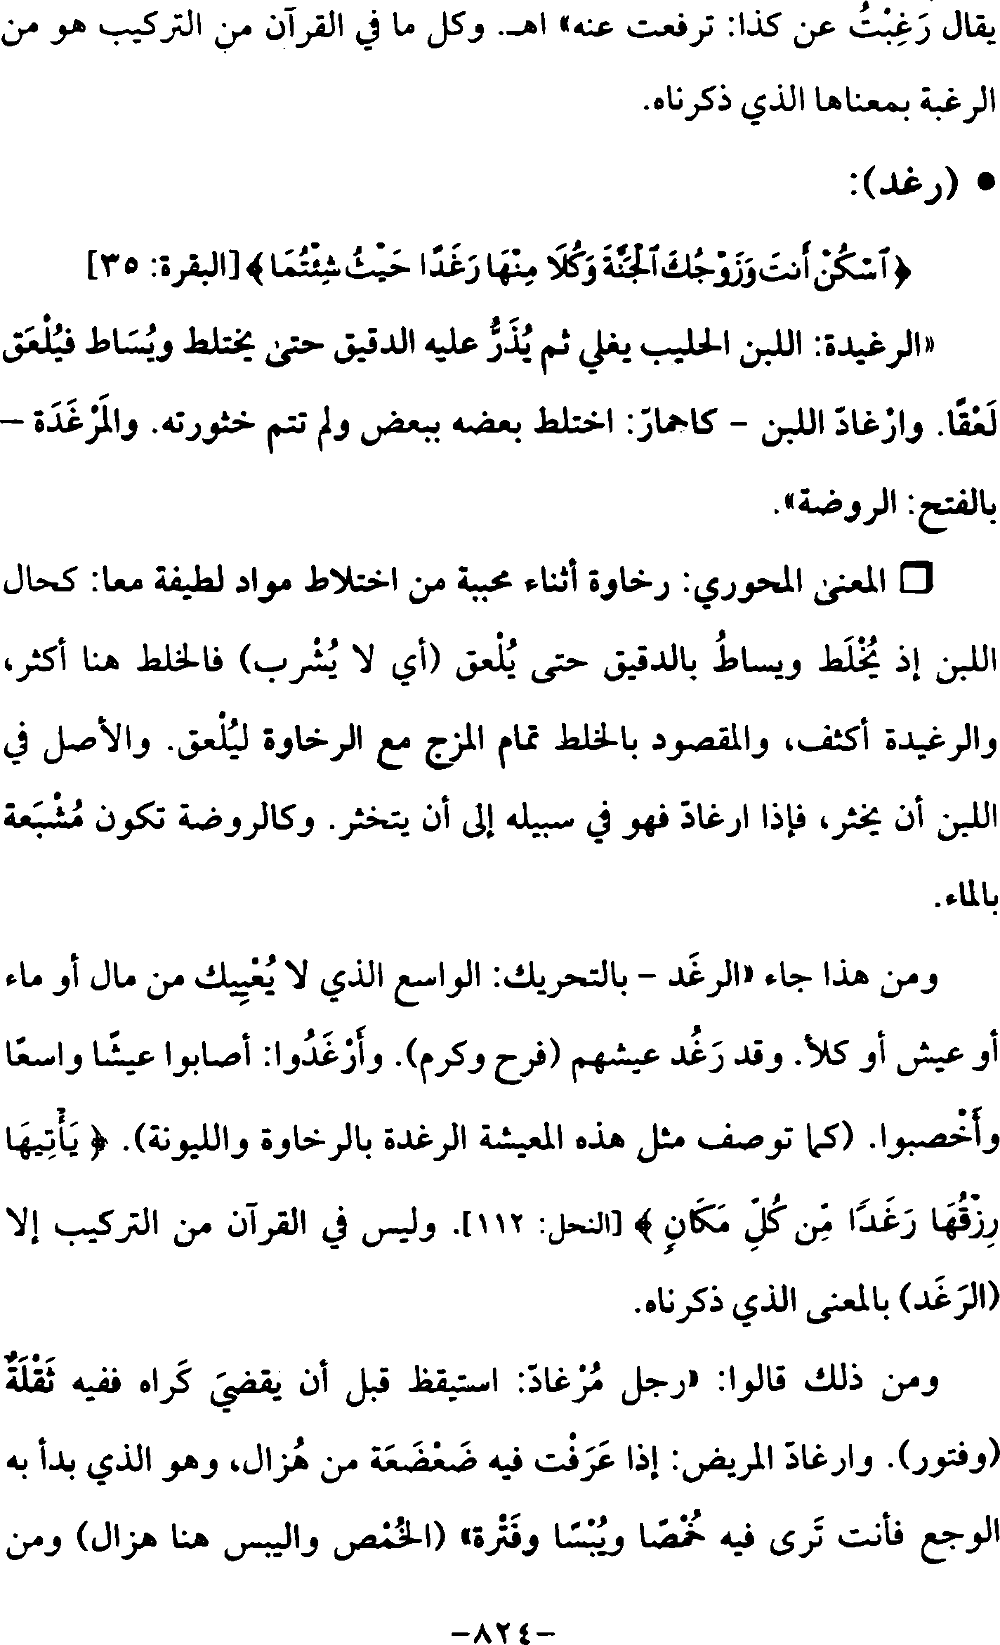 يقال رَغِبْتُ عن كذا: ترفعت عنه» اهـ. وكل ما في القرآن من التركيب هو من
الرغبة بمعناها الذي ذكرناه.
• (رغد):
﴿ ٱسْكُنْ أَنتَ وَزَوْجُكَ ٱلْجَنَّةَ وَكُلَا مِنْهَا رَغَدًا حَيْثُ شِئْتُمَا ﴾ [البقرة: ٣٥]
«الرغيدة: اللبن الحليب يغلي ثم يُذَرُّ عليه الدقيق حتىٰ يختلط ويُسَاط فيُلْعَق
لَعْقًا. وارْغادّ اللبن - كاحمارّ: اختلط بعضه ببعض ولم تتم خثورته. والمَرْغَدَة –
بالفتح: الروضة».
□ المعنىٰ المحوري: رخاوة أثناء محببة من اختلاط مواد لطيفة معا: كحال
اللبن إذ يُخْلَط ويساطُ بالدقيق حتى يُلْعق (أي لا يُشْرب) فالخلط هنا أكثر،
والرغيدة أكثف، والمقصود بالخلط تمام المزج مع الرخاوة ليُلْعق. والأصل في
اللبن أن يخثر، فإذا ارغادّ فهو في سبيله إلى أن يتخثر. وكالروضة تكون مُشْبَعة
بالماء.
ومن هذا جاء «الرغَد - بالتحريك: الواسع الذي لا يُعْيِيك من مال أو ماء
أو عيش أو كلأ. وقد رَغُد عيشهم (فرح وكرم). وأَرْغَدُوا: أصابوا عيشًا واسعًا
وأَخْصبوا. (كما توصف مثل هذه المعيشة الرغدة بالرخاوة والليونة). ﴿ يَأْتِيهَا
رِزْقُهَا رَغَدًا مِّن كُلِّ مَكَانٍ ﴾ [النحل: ١١٢]. وليس في القرآن من التركيب إلا
(الرَغَد) بالمعنى الذي ذكرناه.
ومن ذلك قالوا: «رجل مُرْغادّ: استيقظ قبل أن يقضيَ كَراه ففيه ثَقْلَةٌ
(وفتور). وارغادّ المريض: إذا عَرَفْت فيه ضَعْضَعَة من هُزال، وهو الذي بدأ به
الوجع فأنت تَرى فيه خُمْصًا ويُبْسًا وفَتْرة» (الخُمْص واليبس هنا هزال) ومن
-٨٢٤-